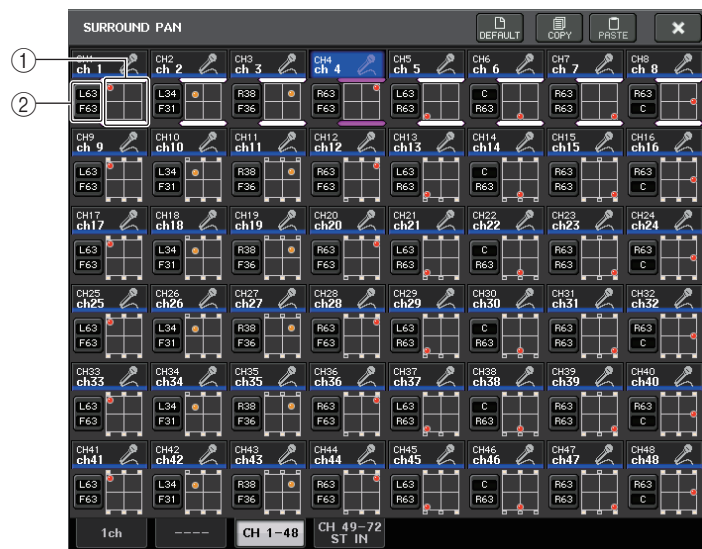 SURROUND PAN DEFAULT COPY PASTE
① ②
CH1 CH2 CH3 CH4 CH5 CH6 CH7 CH8
ch 1 ch 2 ch 3 ch 4 ch 5 ch 6 ch 7 ch 8
L63 L34 R38 R63 L63 C R63 R63
F63 F31 F36 F63 R63 R63 R63 C
CH9 CH10 CH11 CH12 CH13 CH14 CH15 CH16
ch 9 ch10 ch11 ch12 ch13 ch14 ch15 ch16
L63 L34 R38 R63 L63 C R63 R63
F63 F31 F36 F63 R63 R63 R63 C
CH17 CH18 CH19 CH20 CH21 CH22 CH23 CH24
ch17 ch18 ch19 ch20 ch21 ch22 ch23 ch24
L63 L34 R38 R63 L63 C R63 R63
F63 F31 F36 F63 R63 R63 R63 C
CH25 CH26 CH27 CH28 CH29 CH30 CH31 CH32
ch25 ch26 ch27 ch28 ch29 ch30 ch31 ch32
L63 L34 R38 R63 L63 C R63 R63
F63 F31 F36 F63 R63 R63 R63 C
CH33 CH34 CH35 CH36 CH37 CH38 CH39 CH40
ch33 ch34 ch35 ch36 ch37 ch38 ch39 ch40
L63 L34 R38 R63 L63 C R63 R63
F63 F31 F36 F63 R63 R63 R63 C
CH41 CH42 CH43 CH44 CH45 CH46 CH47 CH48
ch41 ch42 ch43 ch44 ch45 ch46 ch47 ch48
L63 L34 R38 R63 L63 C R63 R63
F63 F31 F36 F63 R63 R63 R63 C
1ch ---- CH 1-48 CH 49-72
ST IN